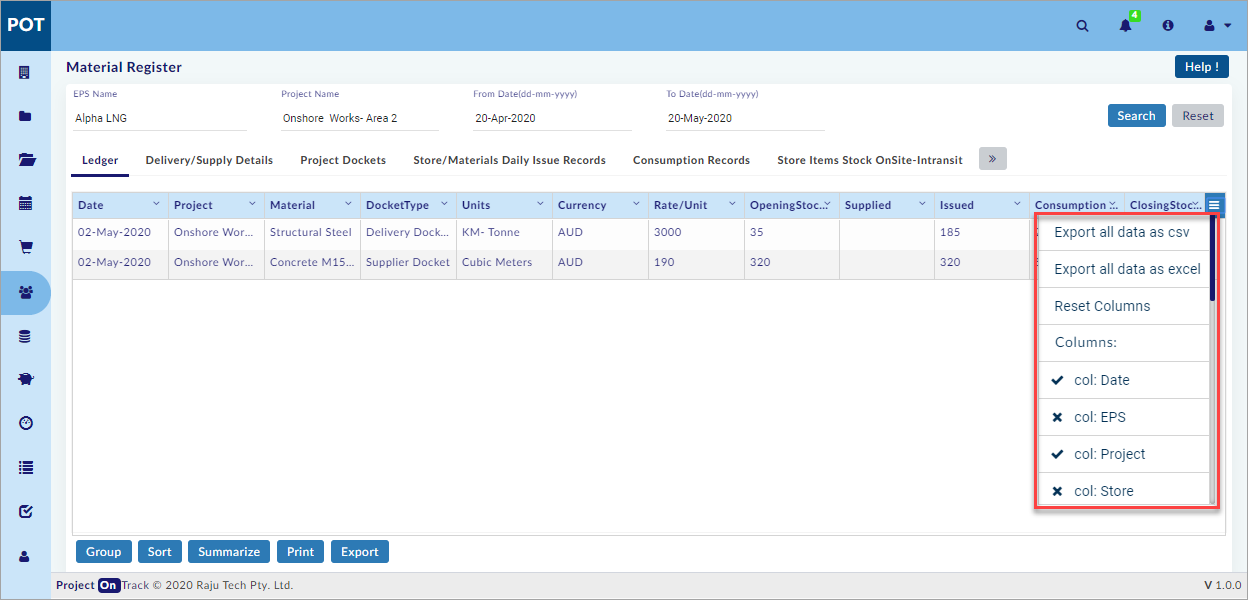 POT
4
Material Register
Help !
EPS Name
Project Name
From Date(dd-mm-yyyy)
To Date(dd-mm-yyyy)
Alpha LNG
Onshore Works- Area 2
20-Apr-2020
20-May-2020
Search
Reset
Ledger
Delivery/Supply Details
Project Dockets
Store/Materials Daily Issue Records
Consumption Records
Store Items Stock OnSite-Intransit
»
Date Project Material DocketType Units Currency Rate/Unit OpeningStoc... Supplied Issued Consumption ... ClosingStoc...
02-May-2020 Onshore Wor... Structural Steel Delivery Dock... KM- Tonne AUD 3000 35 185
02-May-2020 Onshore Wor... Concrete M15... Supplier Docket Cubic Meters AUD 190 320 320
Export all data as csv
Export all data as excel
Reset Columns
Columns:
col: Date
col: EPS
col: Project
col: Store
Group
Sort
Summarize
Print
Export
Project On Track © 2020 Raju Tech Pty. Ltd.
V 1.0.0